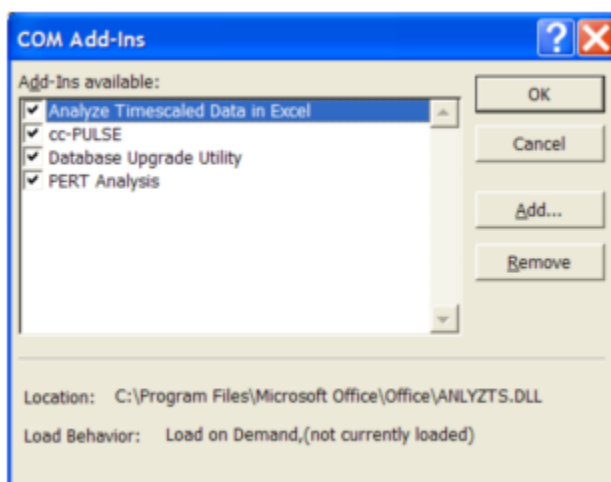 COM Add-Ins
Add-Ins available:
Analyze Timescaled Data in Excel
cc-PULSE
Database Upgrade Utility
PERT Analysis
OK
Cancel
Add...
Remove
Location: C:\Program Files\Microsoft Office\Office\ANLYZTS.DLL
Load Behavior: Load on Demand,(not currently loaded)